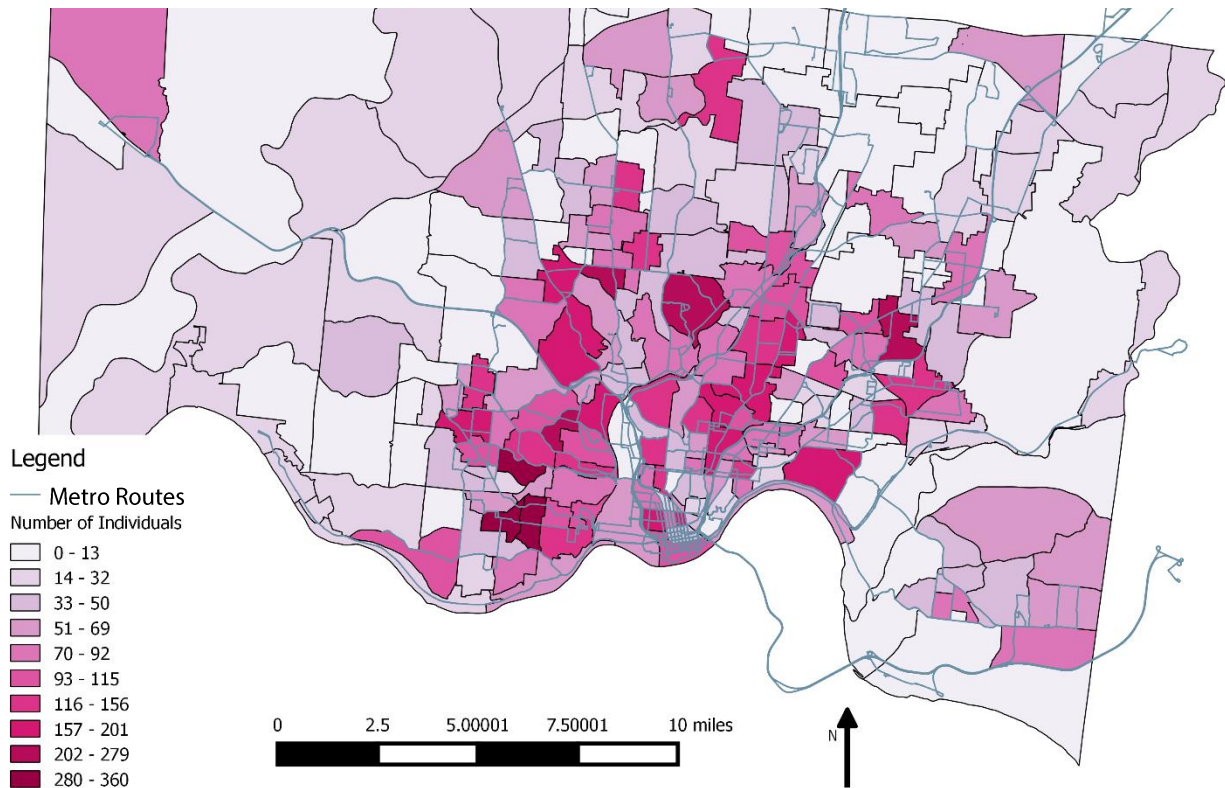 Legend
Metro Routes
Number of Individuals
0 - 13
14 - 32
33 - 50
51 - 69
70 - 92
93 - 115
116 - 156
157 - 201
202 - 279
280 - 360
0 2.5 5.00001 7.50001 10 miles
N